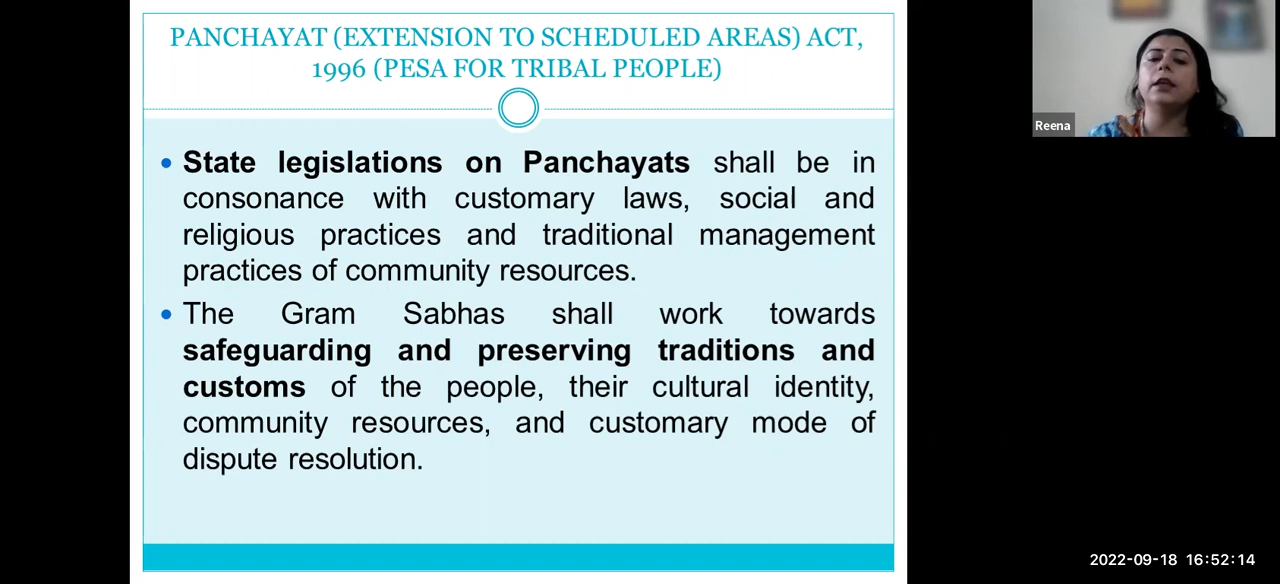 PANCHAYAT (EXTENSION TO SCHEDULED AREAS) ACT,
1996 (PESA FOR TRIBAL PEOPLE)
• State legislations on Panchayats shall be in
consonance with customary laws, social and
religious practices and traditional management
practices of community resources.
• The Gram Sabhas shall work towards
safeguarding and preserving traditions and
customs of the people, their cultural identity,
community resources, and customary mode of
dispute resolution.
Reena
2022-09-18 16:52:14